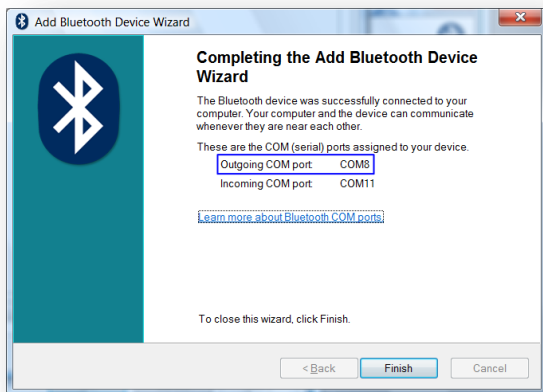 Add Bluetooth Device Wizard
Completing the Add Bluetooth Device
Wizard
The Bluetooth device was successfully connected to your
computer. Your computer and the device can communicate
whenever they are near each other.
These are the COM (serial) ports assigned to your device.
Outgoing COM port: COM8
Incoming COM port: COM11
Learn more about Bluetooth COM ports.
To close this wizard, click Finish.
< Back
Finish
Cancel